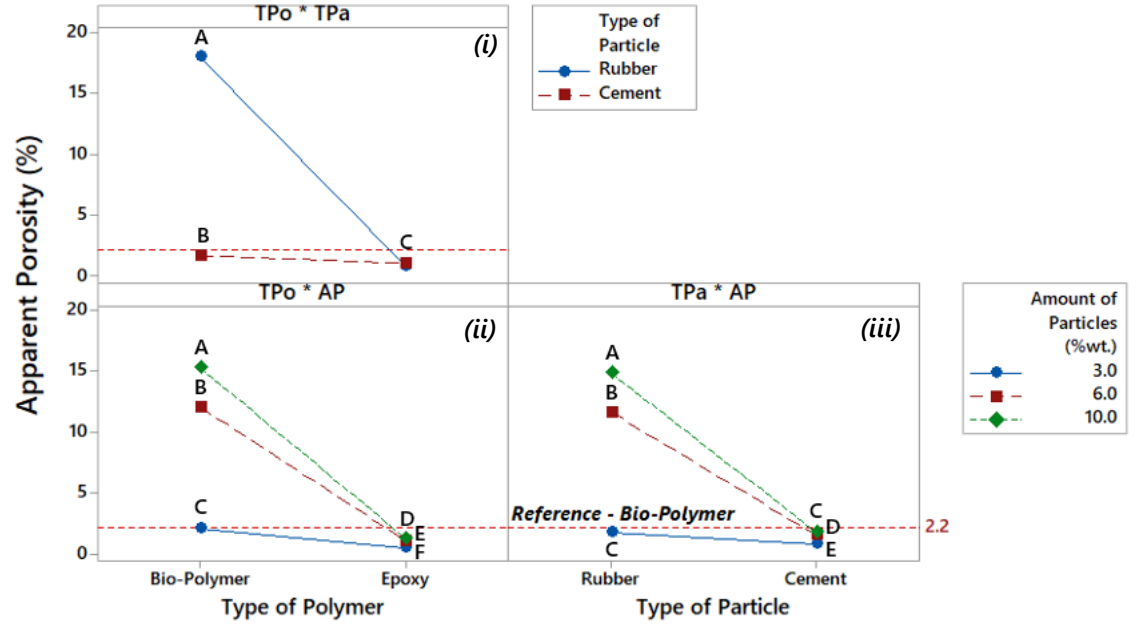 TPo * TPa
(i)
20
15
10
5
0
A
B
C
Type of
Particle
Rubber
Cement
Apparent Porosity (%)
TPo * AP
(ii)
20
15
10
5
0
A
B
C
D
E
F
Bio-Polymer
Epoxy
Type of Polymer
TPa * AP
(iii)
A
B
C
C
D
E
Reference - Bio-Polymer
2.2
Rubber
Cement
Type of Particle
Amount of
Particles
(%wt.)
3.0
6.0
10.0